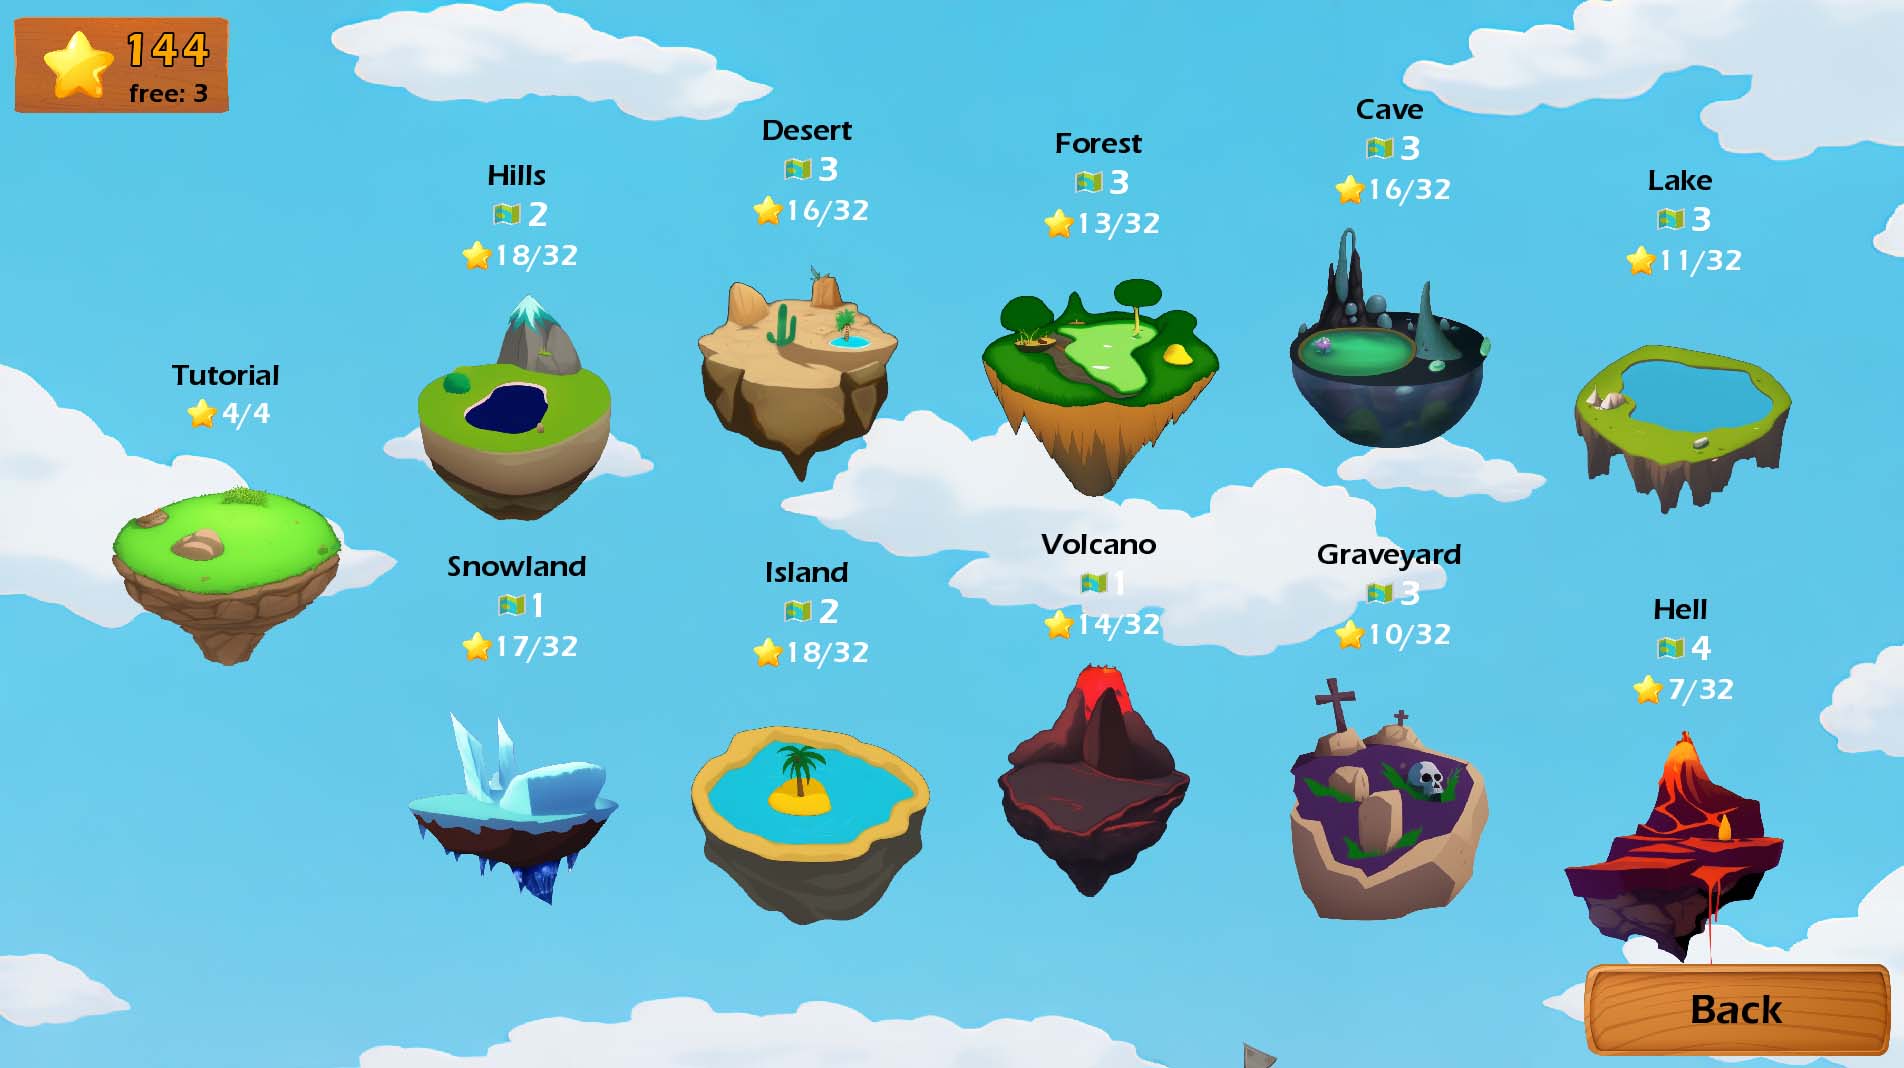 144
free: 3
Tutorial
4/4
Hills
2
18/32
Desert
3
16/32
Forest
3
13/32
Cave
3
16/32
Lake
3
11/32
Snowland
1
17/32
Island
2
18/32
Volcano
1
14/32
Graveyard
3
10/32
Hell
4
7/32
Back